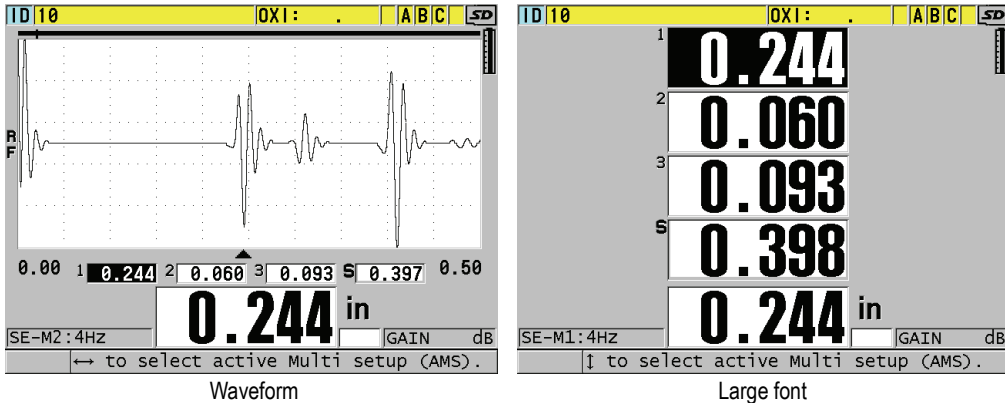 ID 10 OXI: . A B C SD
R
F
0.00 1 0.244 2 0.060 3 0.093 S 0.397 0.50
0.244 in
SE-M2:4Hz GAIN dB
↔ to select active Multi setup (AMS).
Waveform
ID 10 OXI: . A B C SD
1 0.244
2 0.060
3 0.093
S 0.398
0.244 in
SE-M1:4Hz GAIN dB
↕ to select active Multi setup (AMS).
Large font